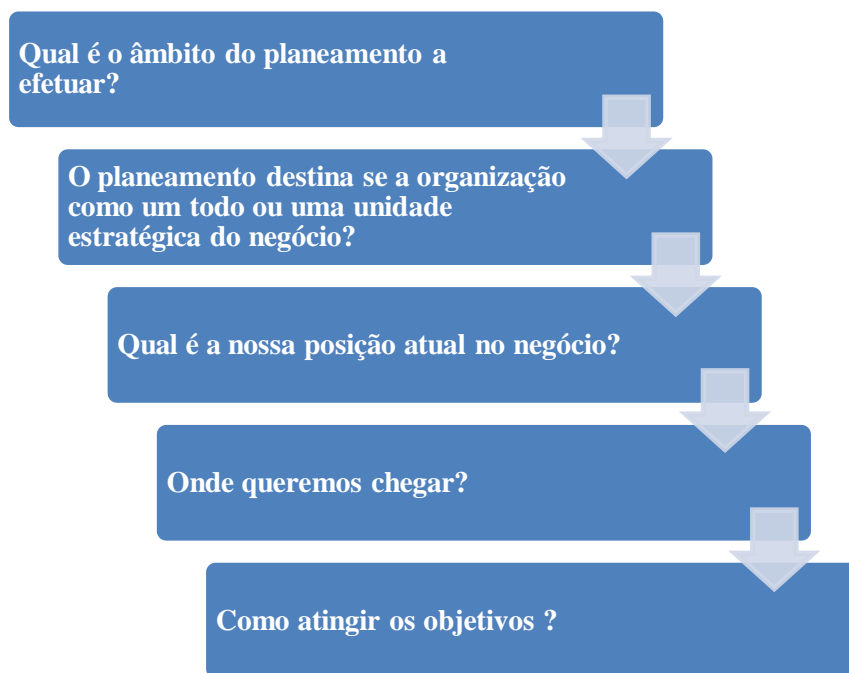 Qual é o âmbito do planeamento a
efetuar?
O planeamento destina se a organização
como um todo ou uma unidade
estratégica do negócio?
Qual é a nossa posição atual no negócio?
Onde queremos chegar?
Como atingir os objetivos ?